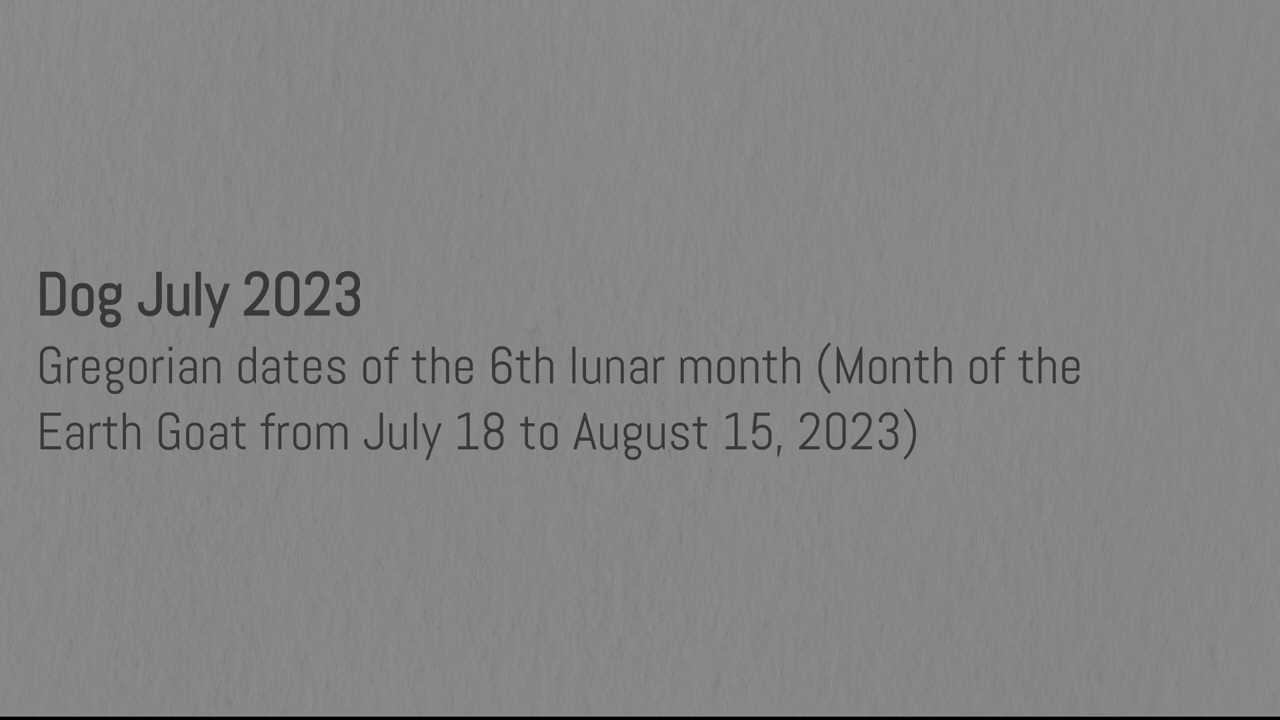 Dog July 2023
Gregorian dates of the 6th lunar month (Month of the
Earth Goat from July 18 to August 15, 2023)